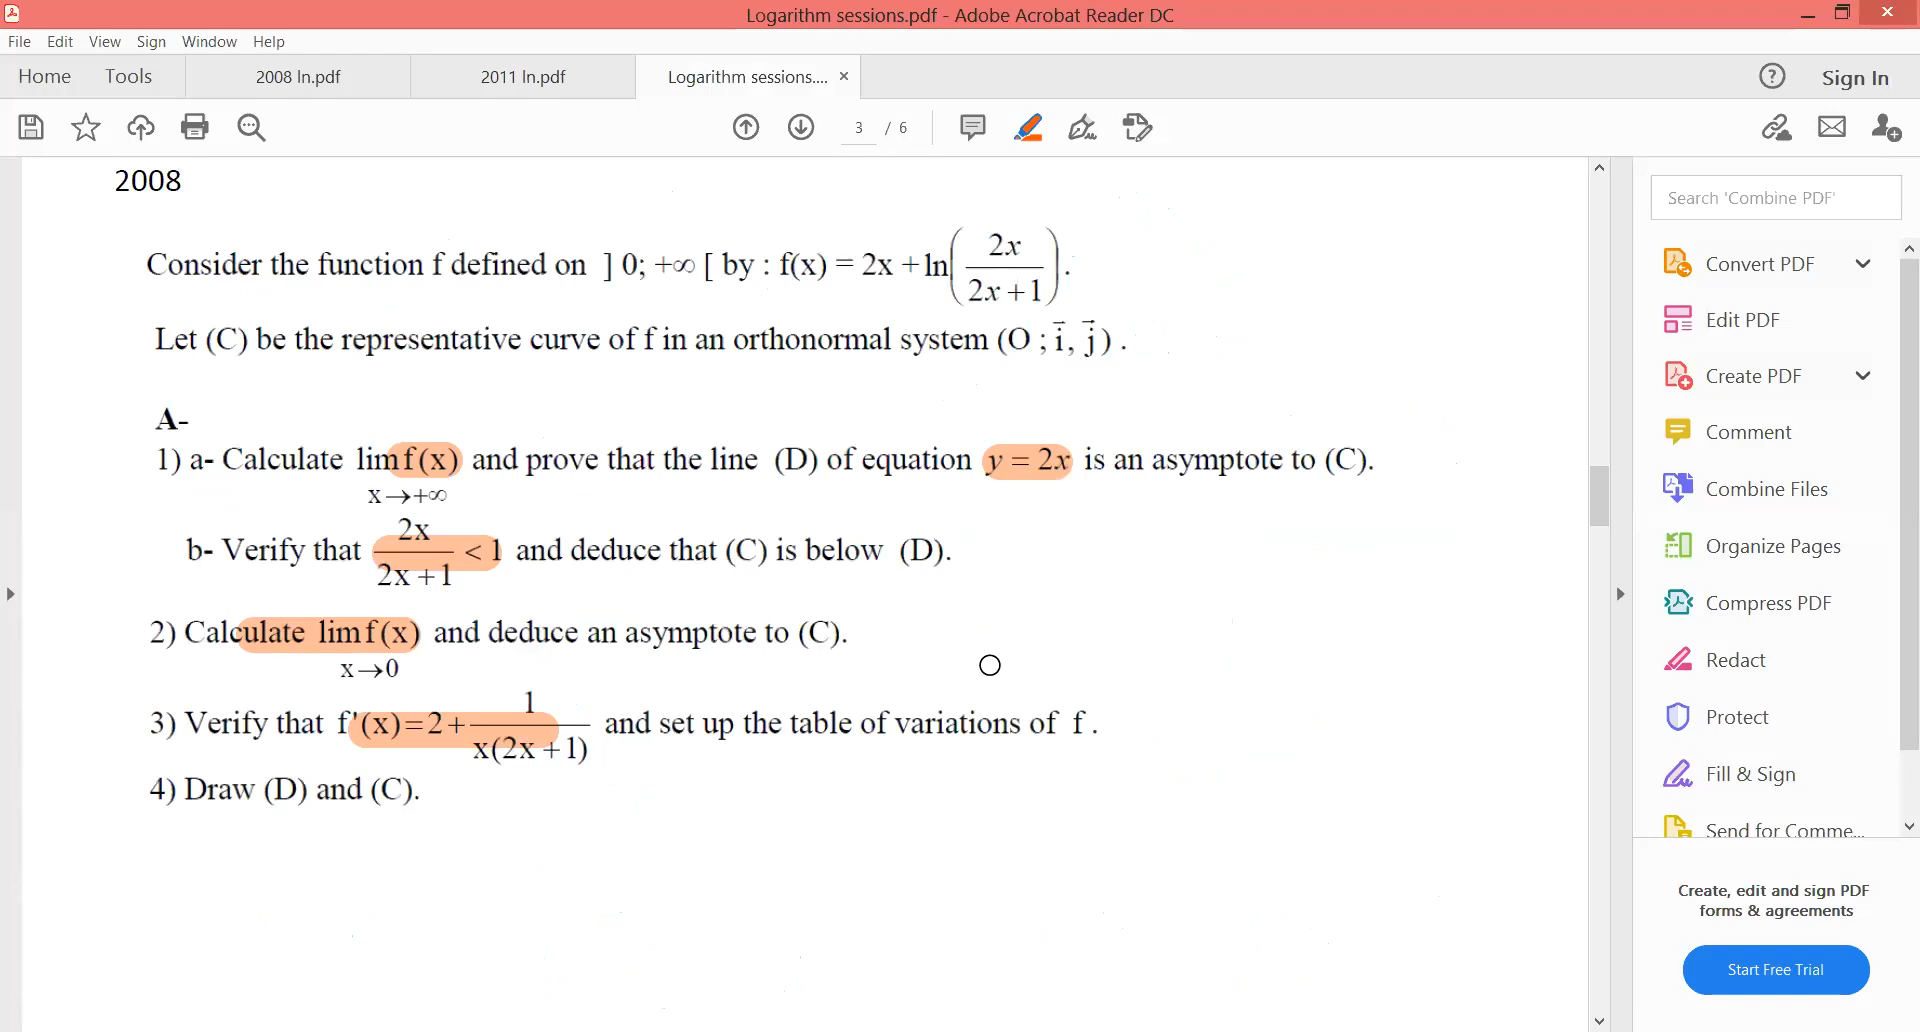 Logarithm sessions.pdf - Adobe Acrobat Reader DC
File Edit View Sign Window Help
Home Tools 2008 ln.pdf 2011 ln.pdf Logarithm sessions.... × ? Sign In
3 / 6
2008
Consider the function f defined on ] 0; +∞ [ by : f(x) = 2x + ln(2x/(2x+1)).
Let (C) be the representative curve of f in an orthonormal system (O ; i⃗, j⃗) .
A-
1) a- Calculate lim f(x) and prove that the line (D) of equation y = 2x is an asymptote to (C).
x→+∞
b- Verify that 2x/(2x+1) < 1 and deduce that (C) is below (D).
2) Calculate lim f(x) and deduce an asymptote to (C).
x→0
3) Verify that f'(x)=2+1/(x(2x+1)) and set up the table of variations of f .
4) Draw (D) and (C).
Search 'Combine PDF'
Convert PDF
Edit PDF
Create PDF
Comment
Combine Files
Organize Pages
Compress PDF
Redact
Protect
Fill & Sign
Send for Comme...
Create, edit and sign PDF
forms & agreements
Start Free Trial